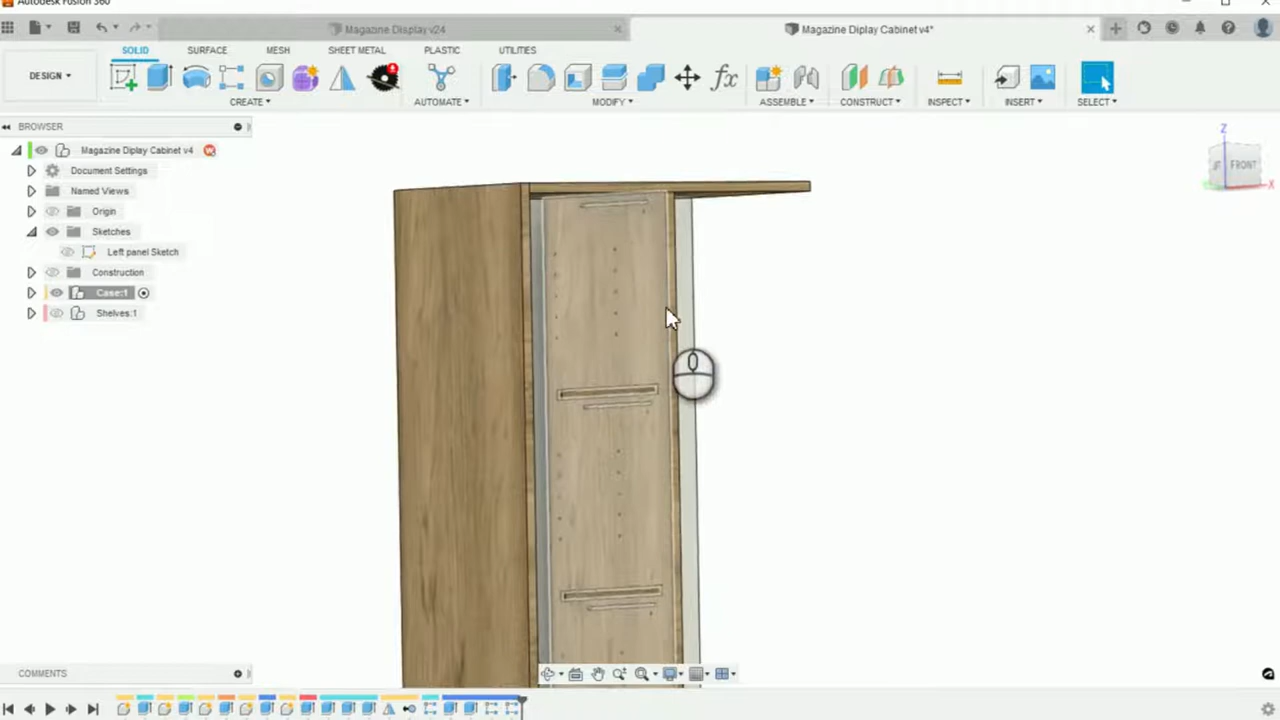 Autodesk Fusion 360
Magazine Display v24
Magazine Diplay Cabinet v4*
SOLID
SURFACE
MESH
SHEET METAL
PLASTIC
UTILITIES
DESIGN
CREATE
AUTOMATE
MODIFY
ASSEMBLE
CONSTRUCT
INSPECT
INSERT
SELECT
fx
BROWSER
Z
FRONT
X
Magazine Diplay Cabinet v4
Document Settings
Named Views
Origin
Sketches
Left panel Sketch
Construction
Case:1
Shelves:1
COMMENTS